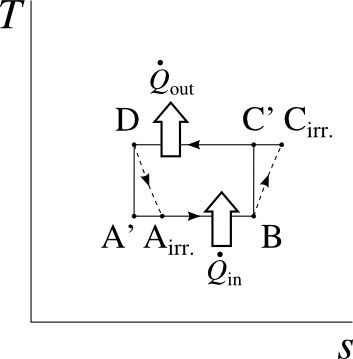 T
Q̇out
D C' Cirr.
A' Airr. B
Q̇in
s